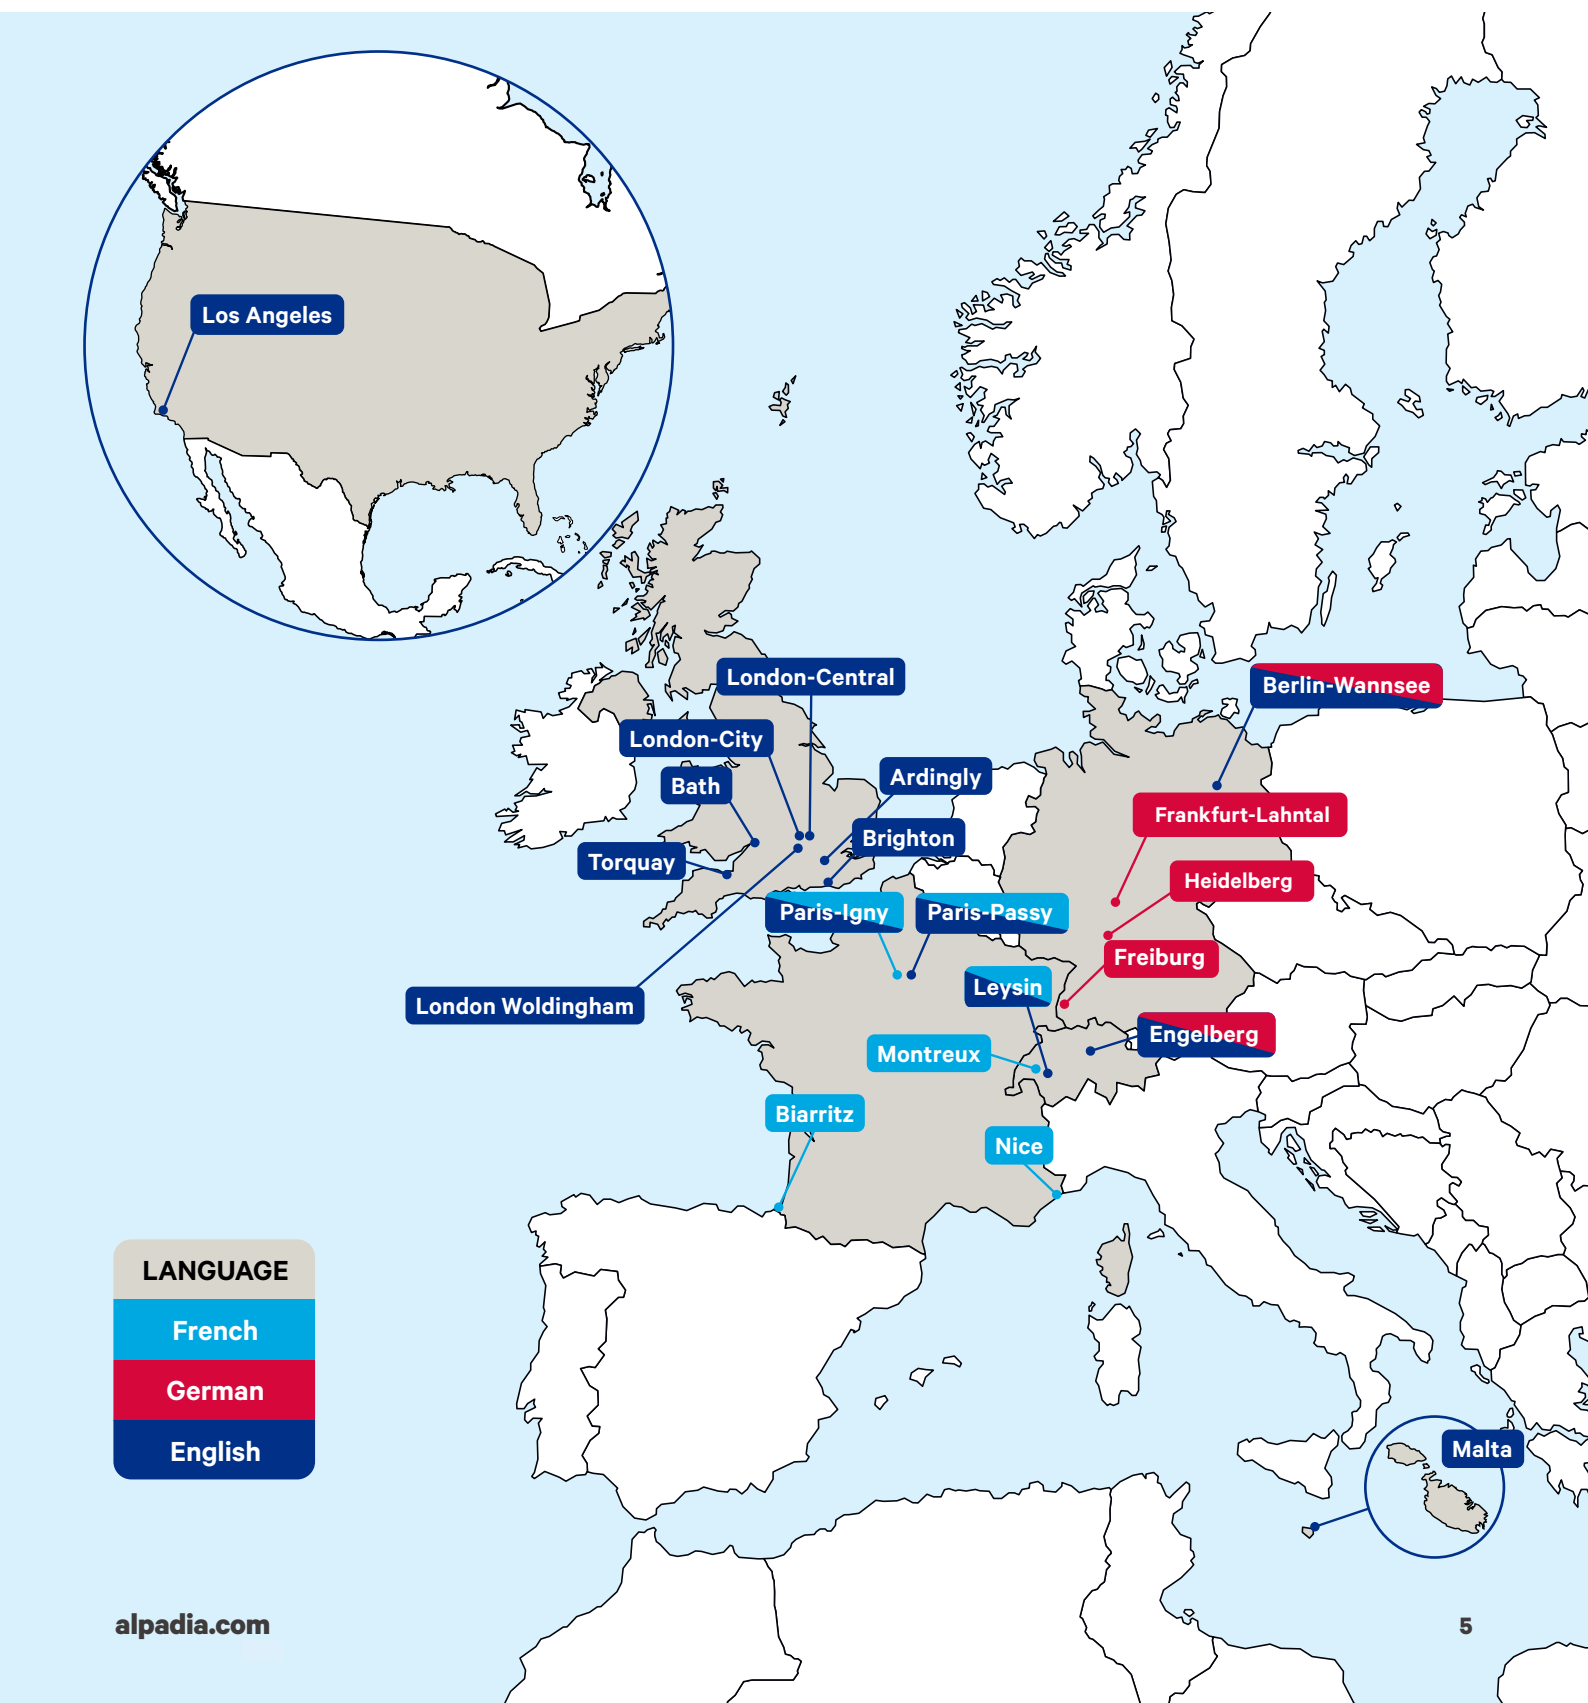 Los Angeles
London-Central
Berlin-Wannsee
London-City
Ardingly
Bath
Frankfurt-Lahntal
Brighton
Torquay
Heidelberg
Paris-Igny
Paris-Passy
Freiburg
Leysin
London Woldingham
Engelberg
Montreux
Biarritz
Nice
LANGUAGE
French
German
English
Malta
alpadia.com
5